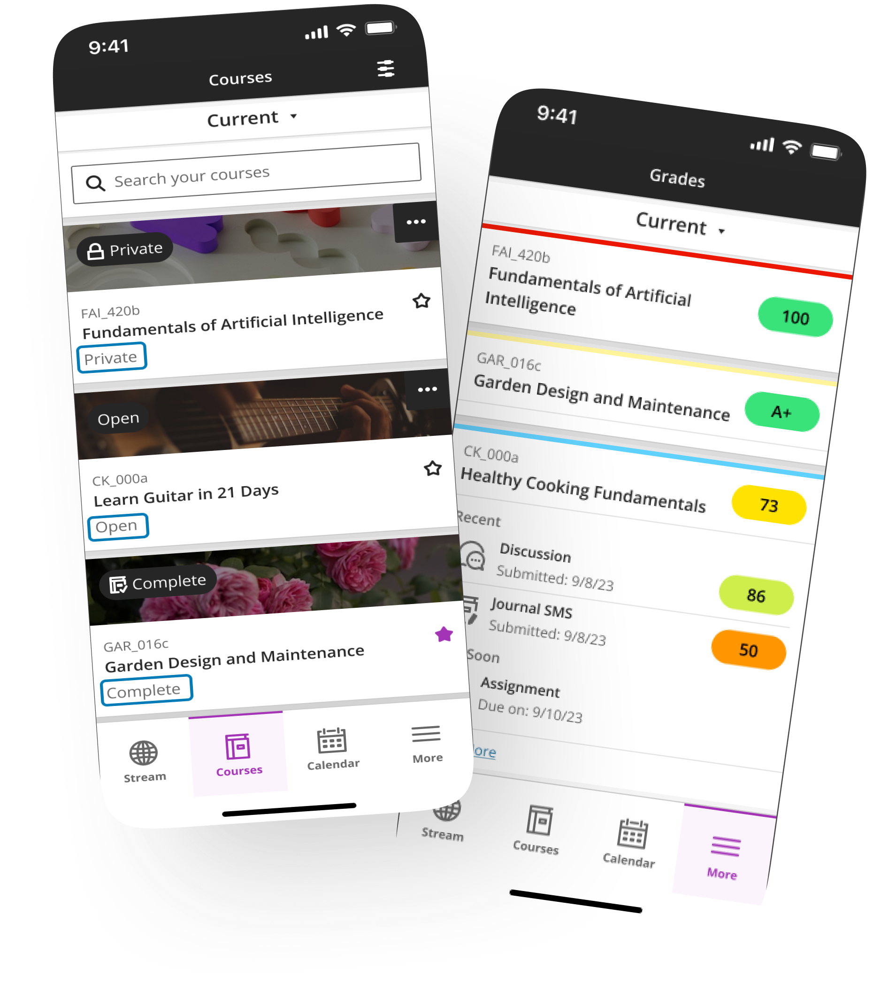 9:41
Courses
Current
Search your courses
Private
FAI_420b
Fundamentals of Artificial Intelligence
Private
Open
CK_000a
Learn Guitar in 21 Days
Open
Complete
GAR_016c
Garden Design and Maintenance
Complete
Stream
Courses
Calendar
More
9:41
Grades
Current
FAI_420b
Fundamentals of Artificial
Intelligence
100
GAR_016c
Garden Design and Maintenance
A+
CK_000a
Healthy Cooking Fundamentals
73
Recent
Discussion
Submitted: 9/8/23
86
Journal SMS
Submitted: 9/8/23
50
Soon
Assignment
Due on: 9/10/23
ore
Stream
Courses
Calendar
More